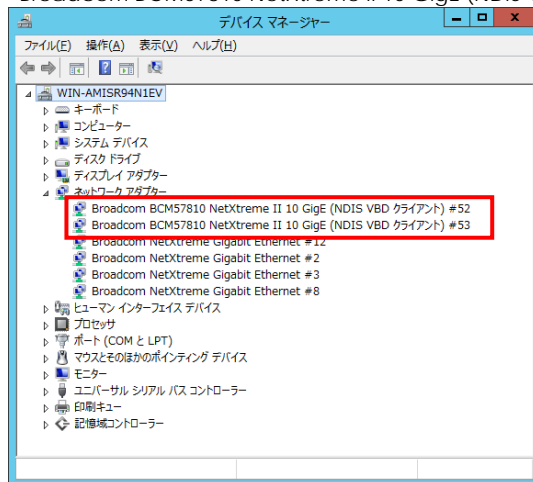 Broadcom BCM57810 NetXtreme II 10 GigE (NDIS V
デバイス マネージャー
ファイル(F) 操作(A) 表示(V) ヘルプ(H)
WIN-AMISR94N1EV
キーボード
コンピューター
システム デバイス
ディスク ドライブ
ディスプレイ アダプター
ネットワーク アダプター
Broadcom BCM57810 NetXtreme II 10 GigE (NDIS VBD クライアント) #52
Broadcom BCM57810 NetXtreme II 10 GigE (NDIS VBD クライアント) #53
Broadcom NetXtreme Gigabit Ethernet #12
Broadcom NetXtreme Gigabit Ethernet #2
Broadcom NetXtreme Gigabit Ethernet #3
Broadcom NetXtreme Gigabit Ethernet #8
ヒューマン インターフェイス デバイス
プロセッサ
ポート (COM と LPT)
マウスとそのほかのポインティング デバイス
モニター
ユニバーサル シリアル バス コントローラー
印刷キュー
記憶域コントローラー